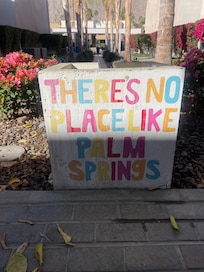 THERE'S NO
PLACE LIKE
PALM
SPRINGS